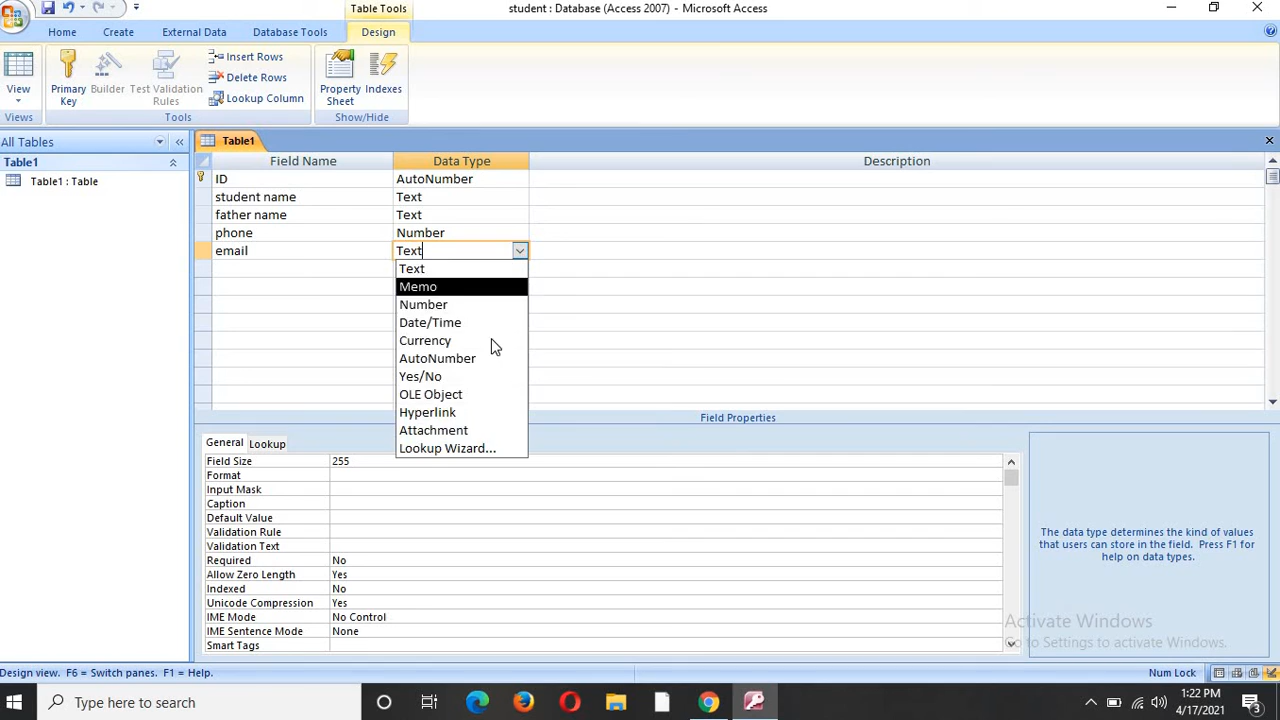 Table Tools
student : Database (Access 2007) - Microsoft Access
Home Create External Data Database Tools Design
View
Views
Primary Key
Builder
Test Validation Rules
Insert Rows
Delete Rows
Lookup Column
Tools
Property Sheet
Indexes
Show/Hide
All Tables
Table1
Table1 : Table
Table1
Field Name Data Type Description
ID AutoNumber
student name Text
father name Text
phone Number
email Text
Text
Memo
Number
Date/Time
Currency
AutoNumber
Yes/No
OLE Object
Hyperlink
Attachment
Lookup Wizard...
Field Properties
General Lookup
Field Size 255
Format
Input Mask
Caption
Default Value
Validation Rule
Validation Text
Required No
Allow Zero Length Yes
Indexed No
Unicode Compression Yes
IME Mode No Control
IME Sentence Mode None
Smart Tags
The data type determines the kind of values
that users can store in the field. Press F1 for
help on data types.
Activate Windows
Go to Settings to activate Windows.
Design view. F6 = Switch panes. F1 = Help.
Num Lock
Type here to search
1:22 PM
4/17/2021
3